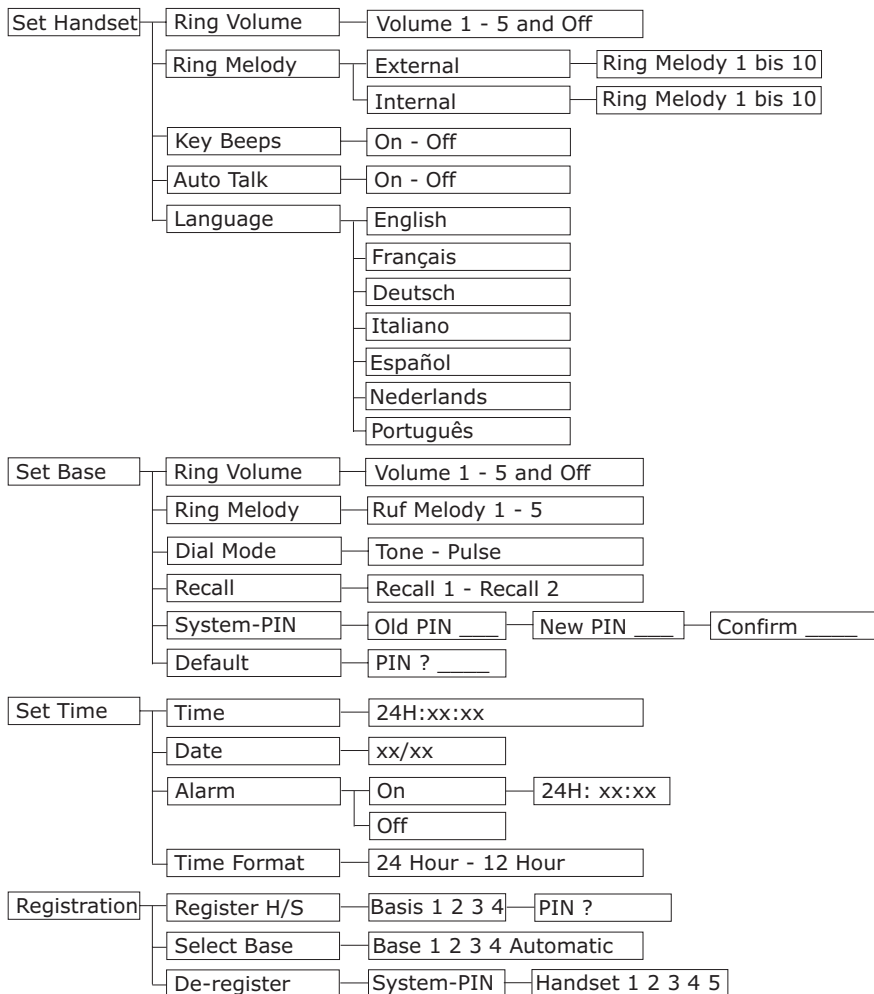 Set Handset Ring Volume Volume 1 - 5 and Off
Ring Melody External Ring Melody 1 bis 10
Internal Ring Melody 1 bis 10
Key Beeps On - Off
Auto Talk On - Off
Language English
Français
Deutsch
Italiano
Español
Nederlands
Português
Set Base Ring Volume Volume 1 - 5 and Off
Ring Melody Ruf Melody 1 - 5
Dial Mode Tone - Pulse
Recall Recall 1 - Recall 2
System-PIN Old PIN ___ New PIN ___ Confirm ____
Default PIN ? ____
Set Time Time 24H:xx:xx
Date xx/xx
Alarm On 24H: xx:xx
Off
Time Format 24 Hour - 12 Hour
Registration Register H/S Basis 1 2 3 4 PIN ?
Select Base Base 1 2 3 4 Automatic
De-register System-PIN Handset 1 2 3 4 5